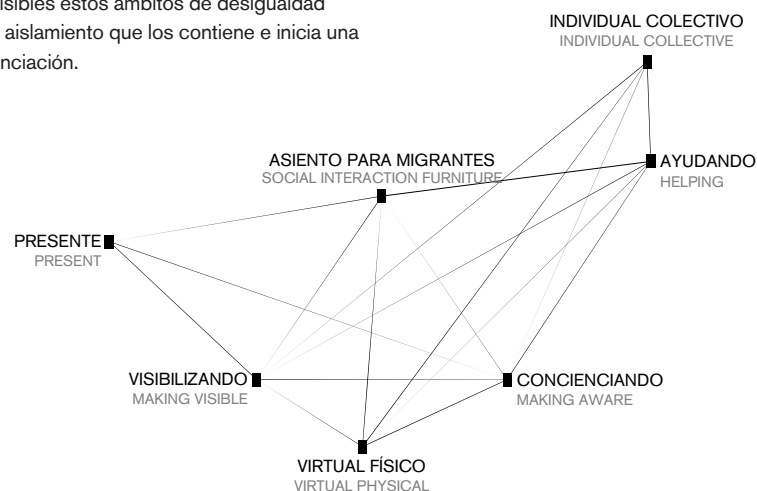 isibles estos ámbitos de desigualdad
aislamiento que los contiene e inicia una
nciación.
INDIVIDUAL COLECTIVO
INDIVIDUAL COLLECTIVE
ASIENTO PARA MIGRANTES
SOCIAL INTERACTION FURNITURE
AYUDANDO
HELPING
PRESENTE
PRESENT
VISIBILIZANDO
MAKING VISIBLE
CONCIENCIANDO
MAKING AWARE
VIRTUAL FÍSICO
VIRTUAL PHYSICAL